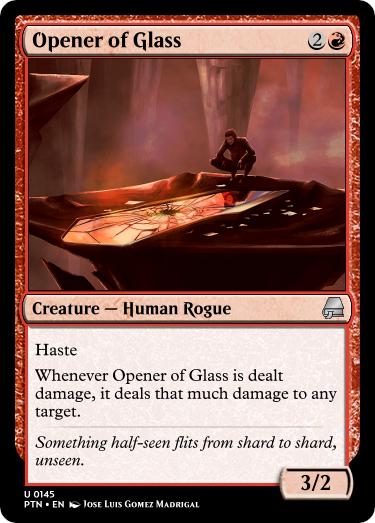 Opener of Glass 2
Creature — Human Rogue
Haste
Whenever Opener of Glass is dealt
damage, it deals that much damage to any
target.
Something half-seen flits from shard to shard,
unseen.
3/2
U 0145
PTN • EN Jose Luis Gomez Madrigal